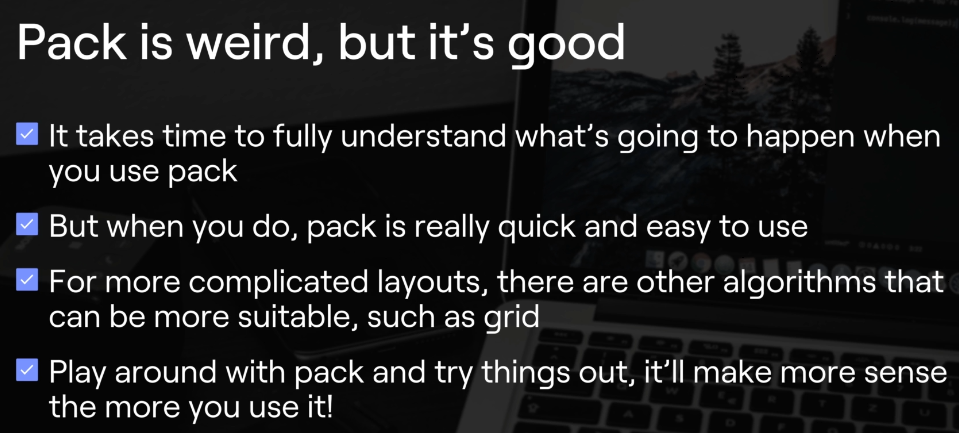 Pack is weird, but it's good
It takes time to fully understand what's going to happen when
you use pack
But when you do, pack is really quick and easy to use
For more complicated layouts, there are other algorithms that
can be more suitable, such as grid
Play around with pack and try things out, it'll make more sense
the more you use it!